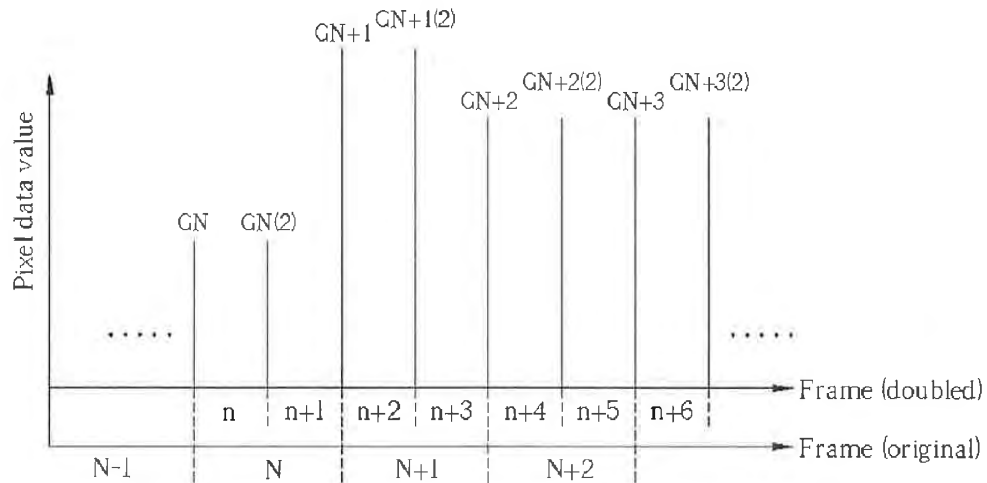 GN+1 GN+1(2)
GN+2 GN+2(2) GN+3 GN+3(2)
GN GN(2)
Pixel data value
n n+1 n+2 n+3 n+4 n+5 n+6
Frame (doubled)
Frame (original)
N-1 N N+1 N+2